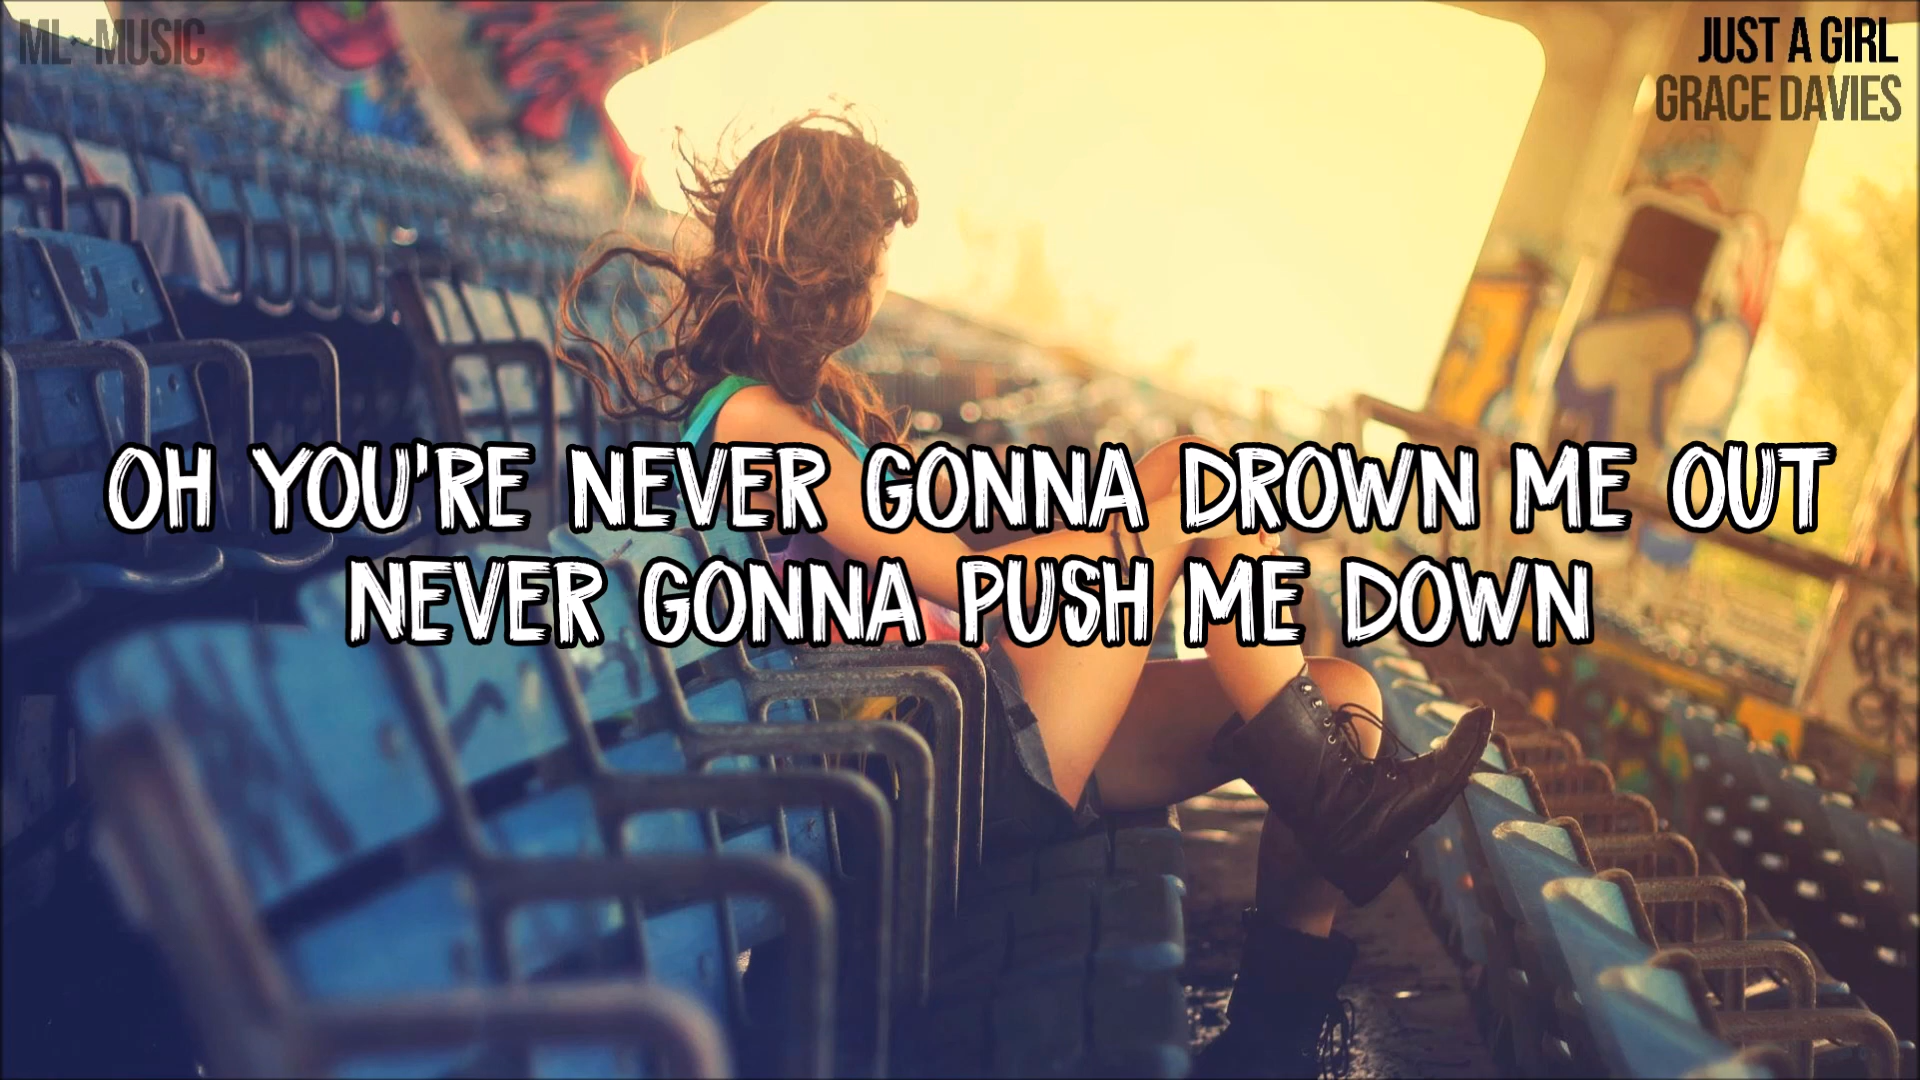 ML~MUSIC
JUST A GIRL
GRACE DAVIES
OH YOU'RE NEVER GONNA DROWN ME OUT
NEVER GONNA PUSH ME DOWN